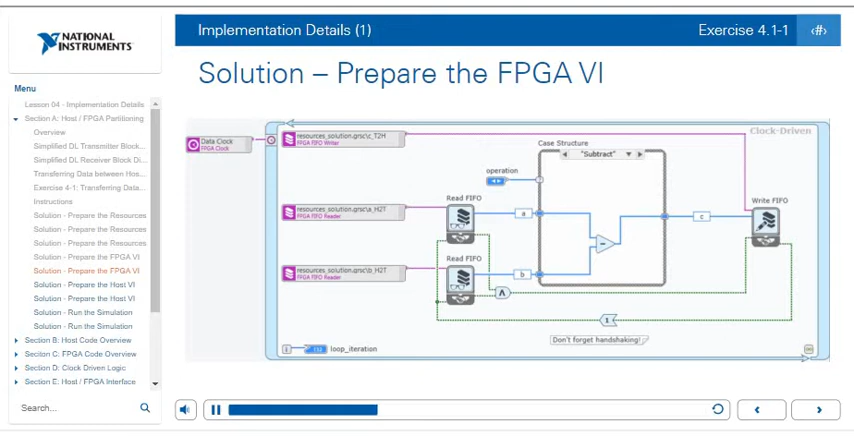 NATIONAL
INSTRUMENTS
Menu
Lesson 04 - Implementation Details
Section A: Host / FPGA Partitioning
Overview
Simplified DL Transmitter Block...
Simplified DL Receiver Block Di...
Transferring Data between Hos...
Exercise 4-1: Transferring Data...
Instructions
Solution - Prepare the Resources
Solution - Prepare the Resources
Solution - Prepare the Resources
Solution - Prepare the FPGA VI
Solution - Prepare the FPGA VI
Solution - Prepare the Host VI
Solution - Prepare the Host VI
Solution - Run the Simulation
Solution - Run the Simulation
Section B: Host Code Overview
Section C: FPGA Code Overview
Section D: Clock Driven Logic
Section E: Host / FPGA Interface
Search...
Implementation Details (1)
Exercise 4.1-1
‹#›
Solution – Prepare the FPGA VI
Data Clock
FPGA Clock
resources_solution.grsc\c_T2H
FPGA FIFO Writer
Clock-Driven
Case Structure
"Subtract"
operation
resources_solution.grsc\a_H2T
FPGA FIFO Reader
Read FIFO
a
c
Write FIFO
resources_solution.grsc\b_H2T
FPGA FIFO Reader
Read FIFO
b
1
Don't forget handshaking!
i
loop_iteration